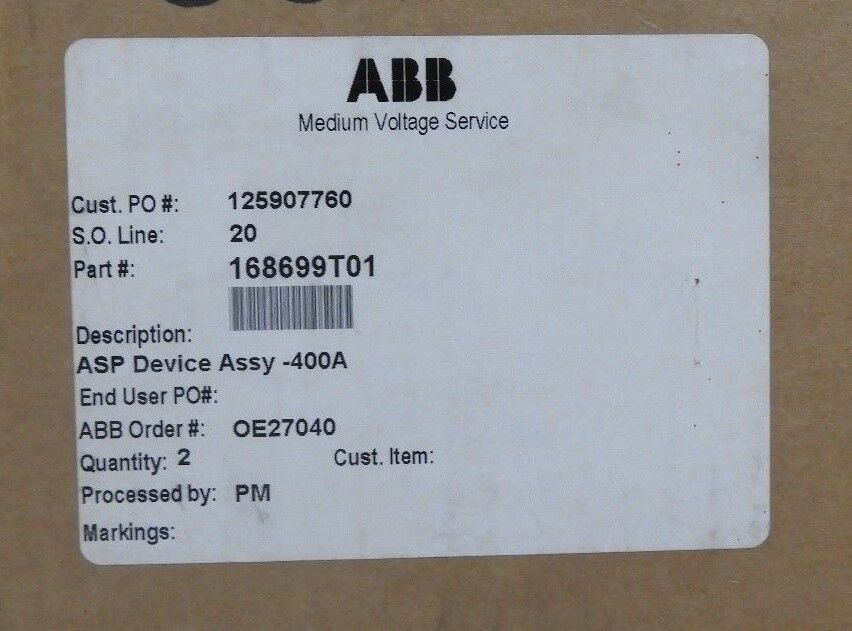 ABB
Medium Voltage Service
Cust. PO #: 125907760
S.O. Line: 20
Part #: 168699T01
Description:
ASP Device Assy -400A
End User PO#:
ABB Order #: OE27040
Quantity: 2 Cust. Item:
Processed by: PM
Markings: